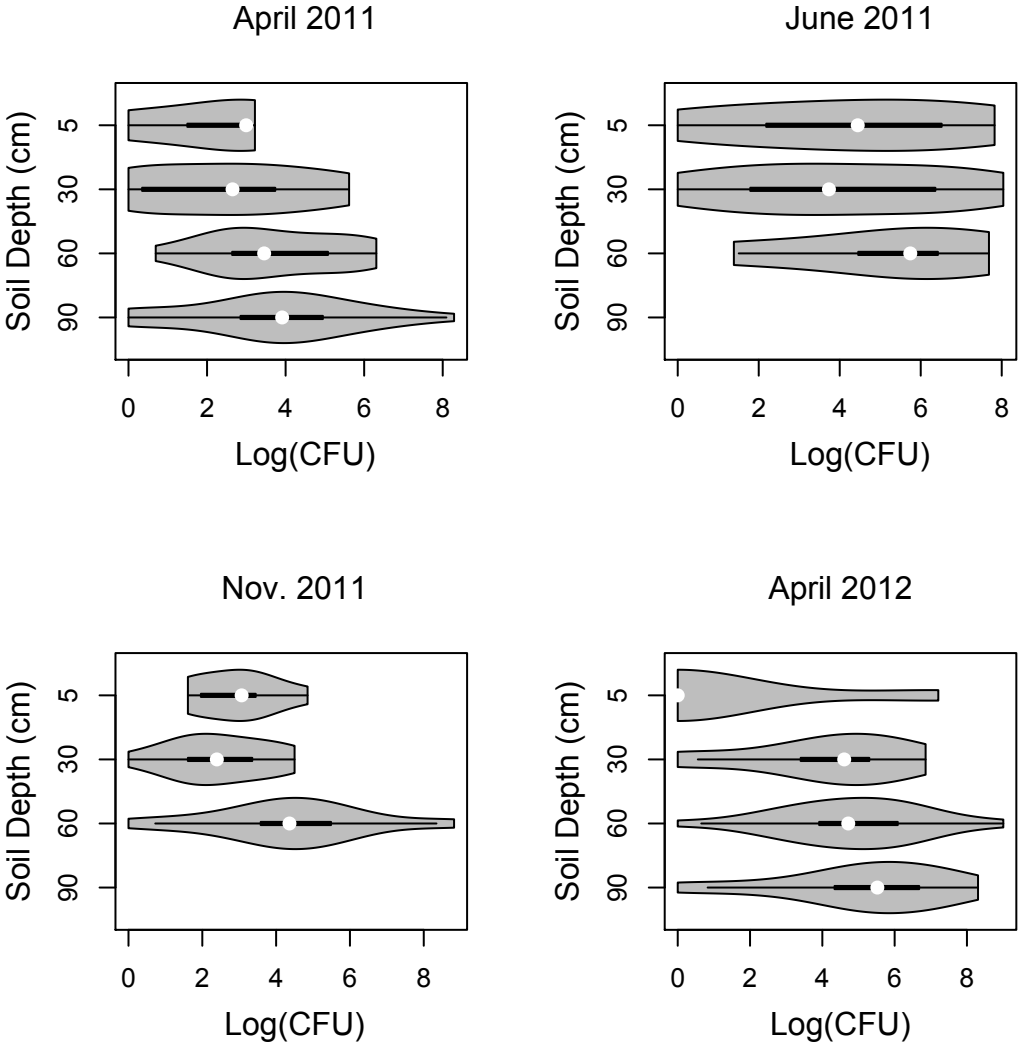 April 2011
Soil Depth (cm)
5
30
60
90
0 2 4 6 8
Log(CFU)
June 2011
Soil Depth (cm)
5
30
60
90
0 2 4 6 8
Log(CFU)
Nov. 2011
Soil Depth (cm)
5
30
60
90
0 2 4 6 8
Log(CFU)
April 2012
Soil Depth (cm)
5
30
60
90
0 2 4 6 8
Log(CFU)